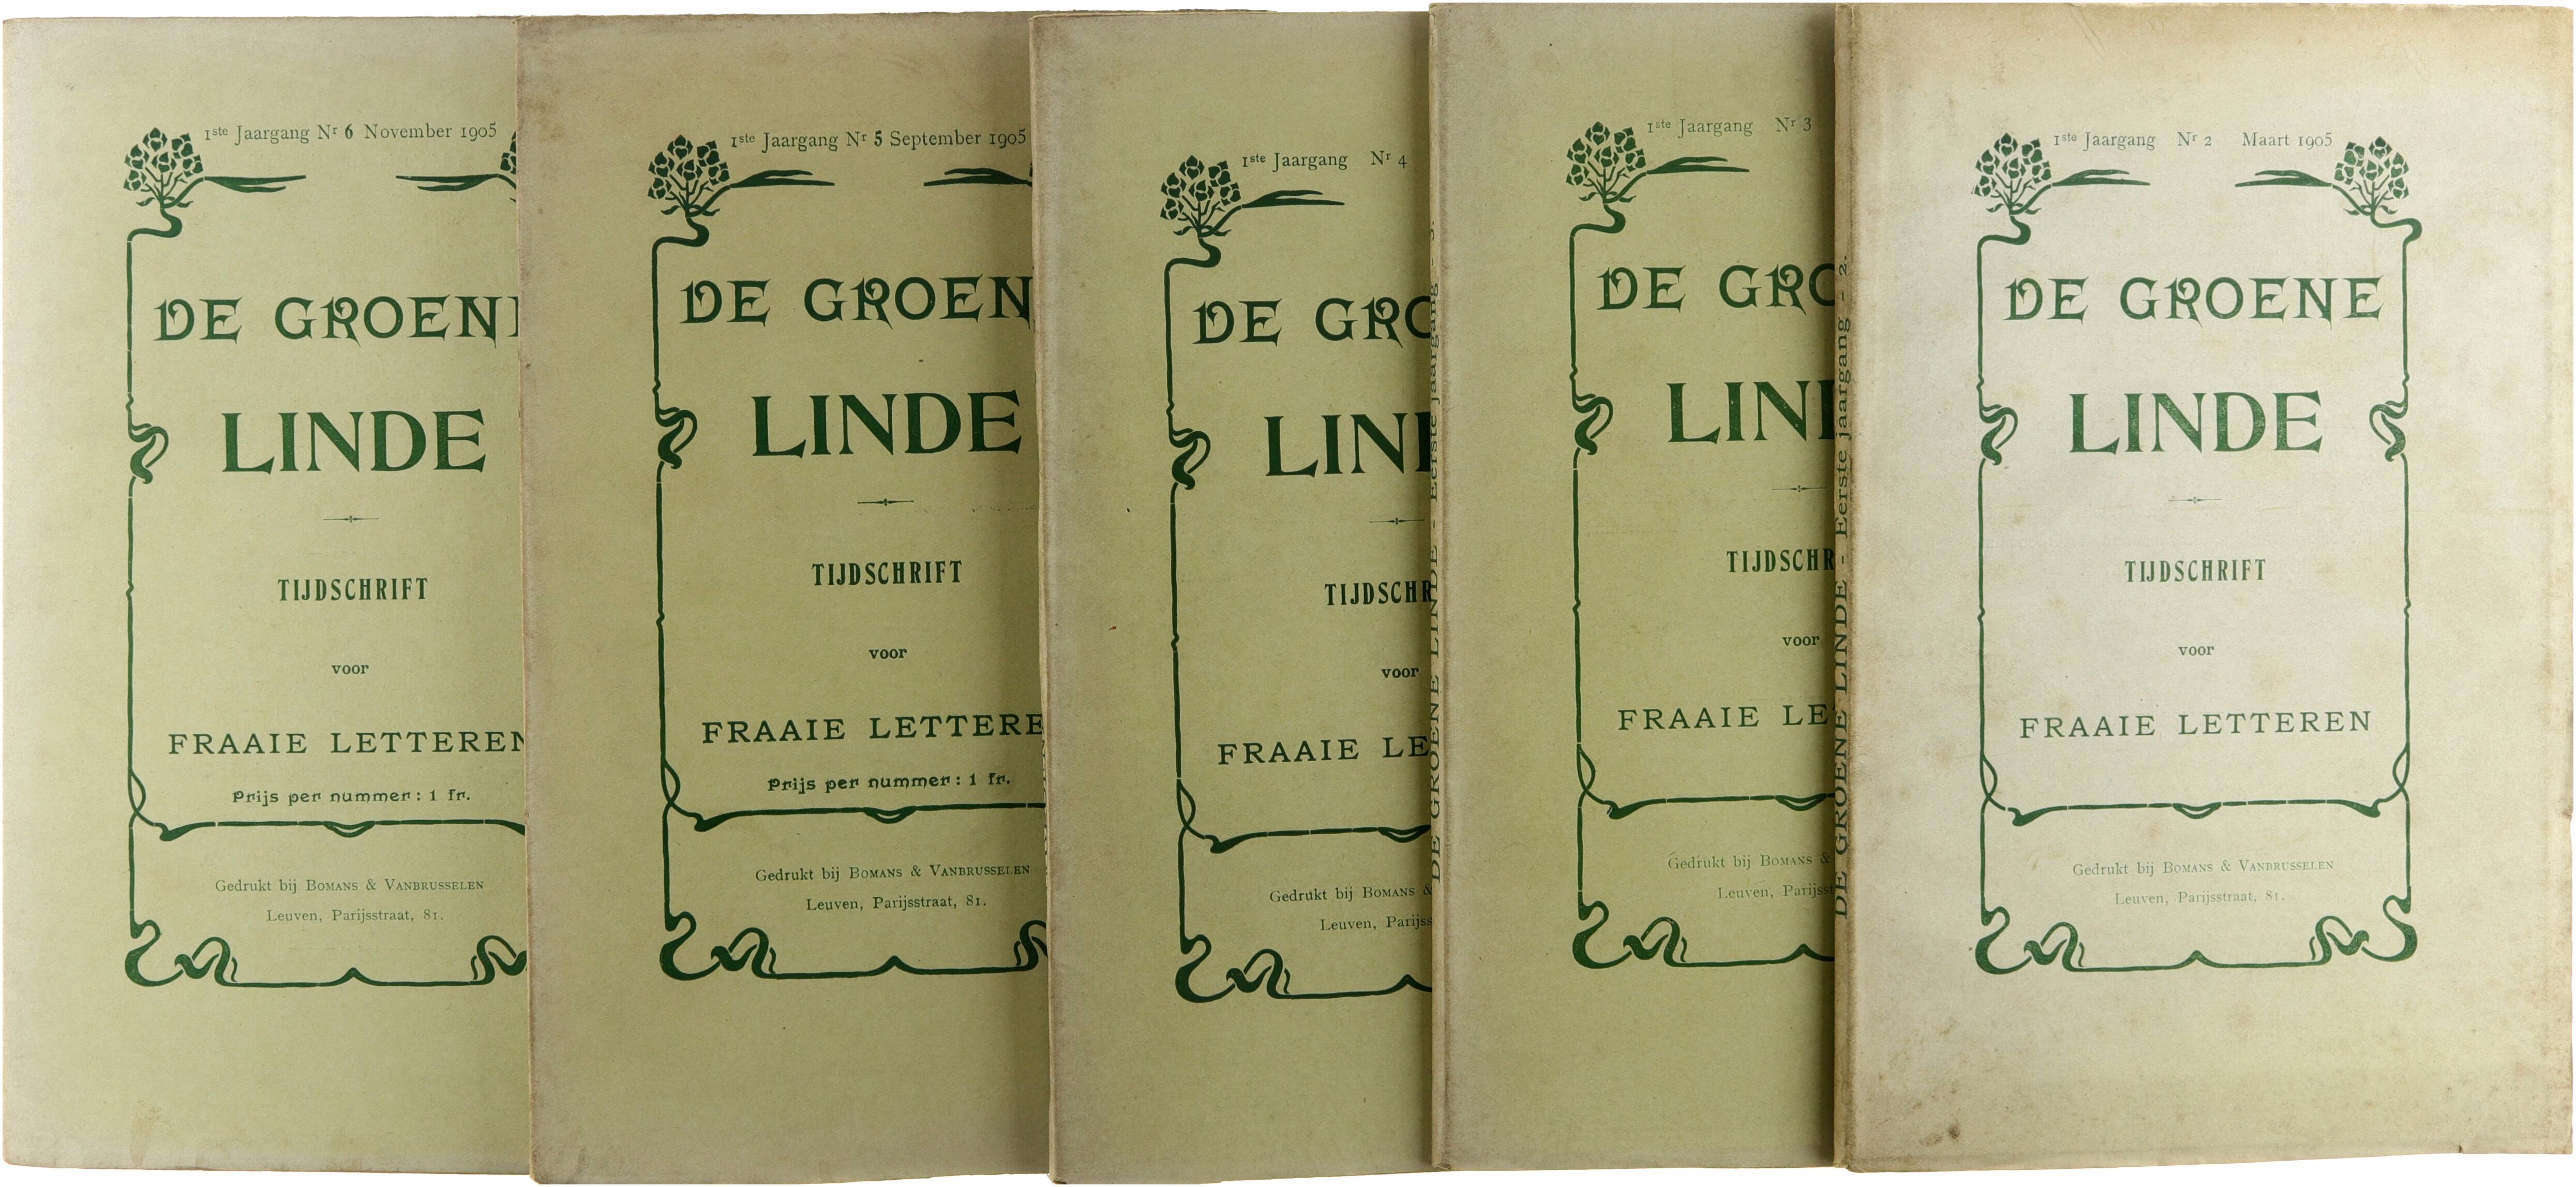 1ste Jaargang Nr 6 November 1905
DE GROENE
LINDE
TIJDSCHRIFT
voor
FRAAIE LETTEREN
Prijs per nummer: 1 fr.
Gedrukt bij BOMANS & VANBRUSSELEN
Leuven, Parijsstraat, 81.
1ste Jaargang Nr 5 September 1905
DE GROEN
LINDE
TIJDSCHRIFT
voor
FRAAIE LETTERE
Prijs per nummer: 1 fr.
Gedrukt bij BOMANS & VANBRUSSELEN
Leuven, Parijsstraat, 81.
1ste Jaargang Nr 4
DE GRO
LIN
TIJDSCHR
voor
FRAAIE LE
Gedrukt bij BOMANS &
Leuven, Parijss
DE GROENE LINDE - Eerste jaargang - 3.
1ste Jaargang Nr 3
DE GRO
LIN
TIJDSCHR
voor
FRAAIE LE
Gedrukt bij BOMANS &
Leuven, Parijsst
DE GROENE LINDE - Eerste jaargang - 2.
1ste Jaargang Nr 2 Maart 1905
DE GROENE
LINDE
TIJDSCHRIFT
voor
FRAAIE LETTEREN
Gedrukt bij BOMANS & VANBRUSSELEN
Leuven, Parijsstraat, 81.